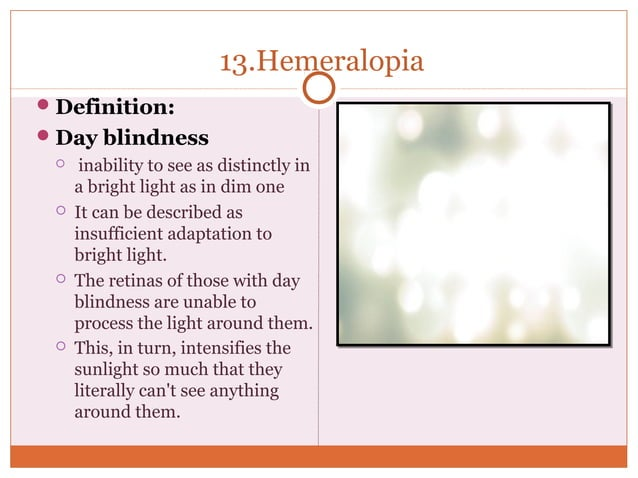 13.Hemeralopia
Definition:
Day blindness
inability to see as distinctly in
a bright light as in dim one
It can be described as
insufficient adaptation to
bright light.
The retinas of those with day
blindness are unable to
process the light around them.
This, in turn, intensifies the
sunlight so much that they
literally can't see anything
around them.